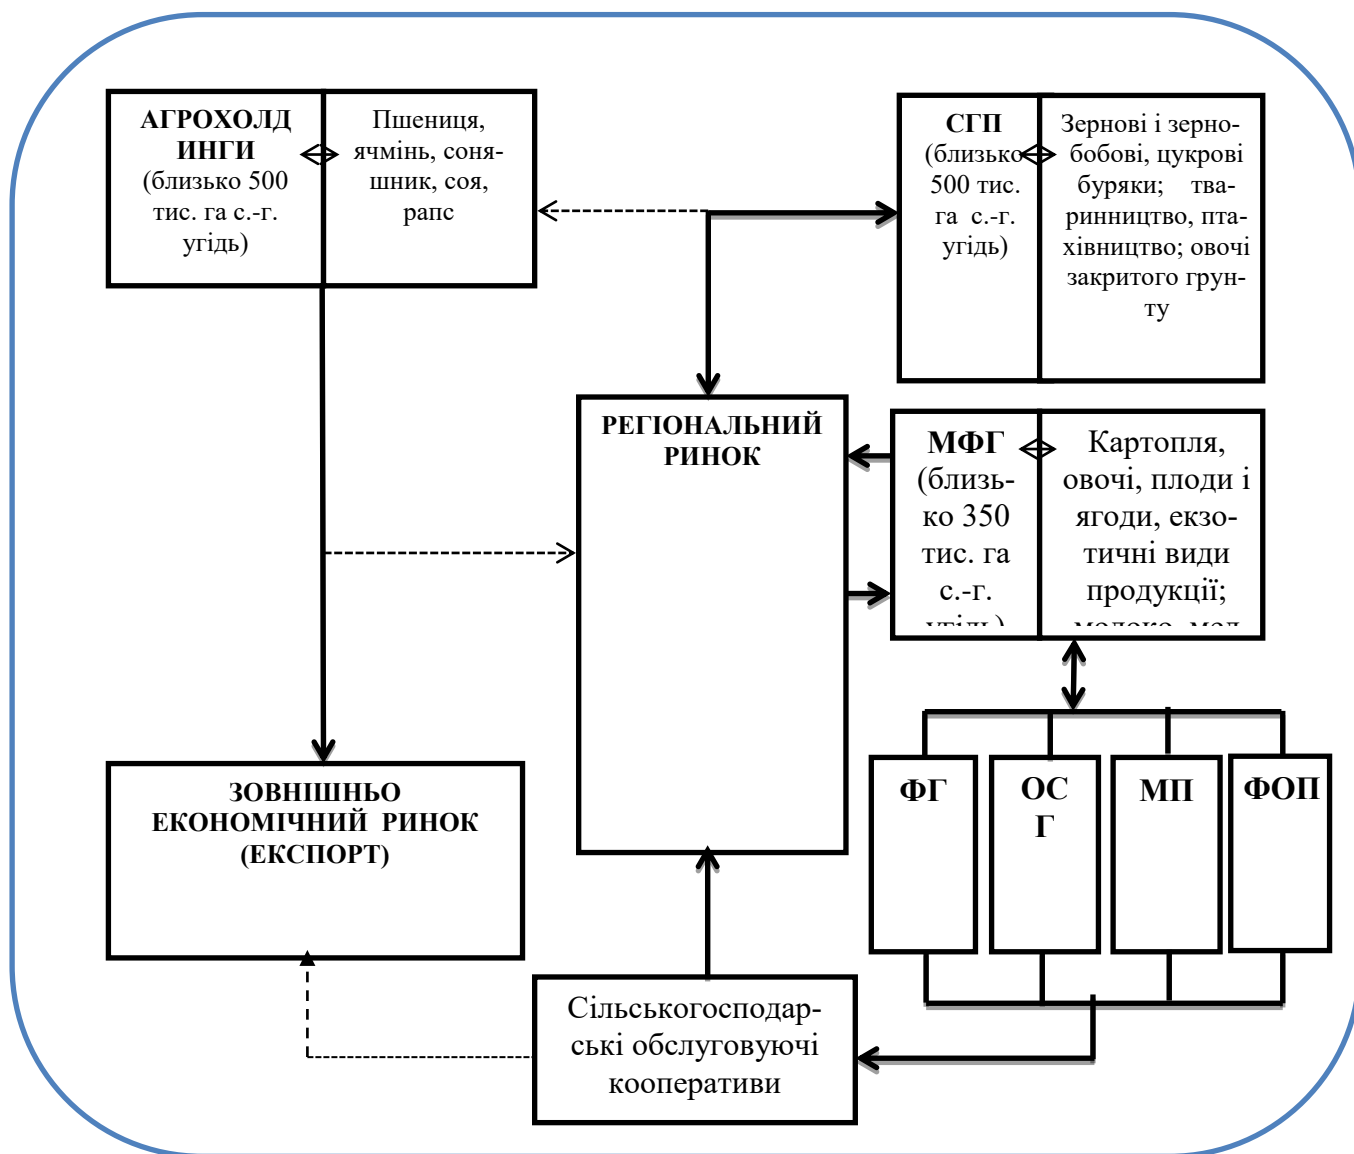 АГРОХОЛД
ИНГИ
(близько 500
тис. га с.-г.
угідь)
Пшениця,
ячмінь, соня-
шник, соя,
рапс
СГП
(близько
500 тис.
га с.-г.
угідь)
Зернові і зерно-
бобові, цукрові
буряки; тва-
ринництво, пта-
хівництво; овочі
закритого грун-
ту
РЕГІОНАЛЬНИЙ
РИНОК
МФГ
(близь-
ко 350
тис. га
с.-г.
угідь)
Картопля,
овочі, плоди і
ягоди, екзо-
тичні види
продукції;
молоко, мед
ЗОВНІШНЬО
ЕКОНОМІЧНИЙ РИНОК
(ЕКСПОРТ)
ФГ
ОС
Г
МП
ФОП
Сільськогосподар-
ські обслуговуючі
кооперативи